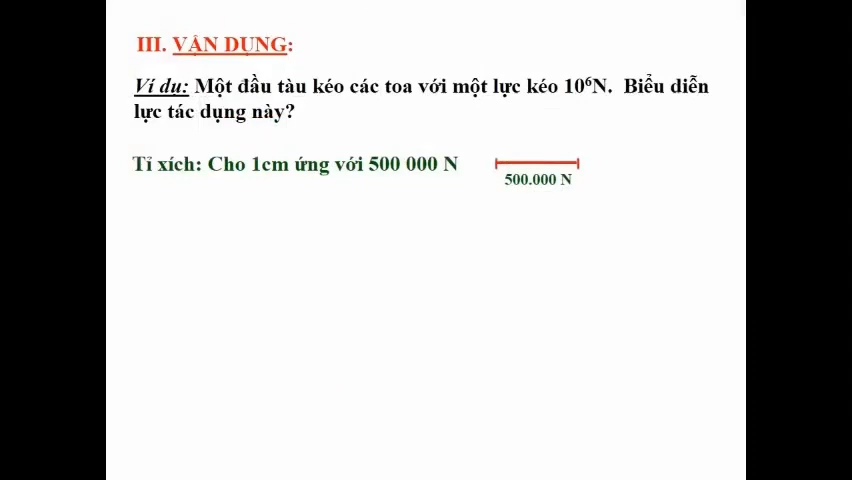 III. VẬN DỤNG:
Ví dụ: Một đầu tàu kéo các toa với một lực kéo 10⁶N. Biểu diễn
lực tác dụng này?
Tỉ xích: Cho 1cm ứng với 500 000 N
500.000 N